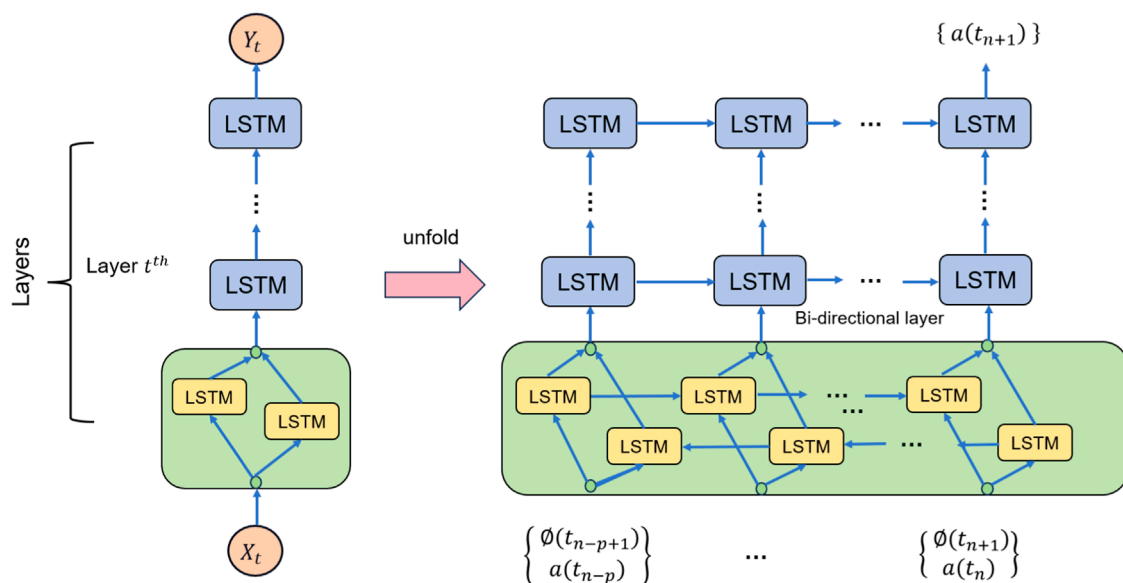 Y_t
LSTM
⋮
Layers
Layer t^th
LSTM
LSTM
LSTM
X_t
unfold
{ a(t_{n+1}) }
LSTM
LSTM
...
LSTM
⋮
⋮
⋮
LSTM
LSTM
...
LSTM
Bi-directional layer
LSTM
LSTM
...
...
LSTM
LSTM
LSTM
...
LSTM
{ Ø(t_{n-p+1})
a(t_{n-p}) }
...
{ Ø(t_{n+1})
a(t_n) }